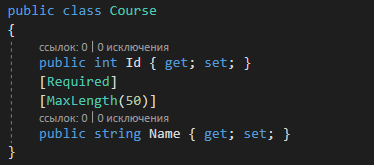 public class Course
{
ссылок: 0 | 0 исключения
public int Id { get; set; }
[Required]
[MaxLength(50)]
ссылок: 0 | 0 исключения
public string Name { get; set; }
}